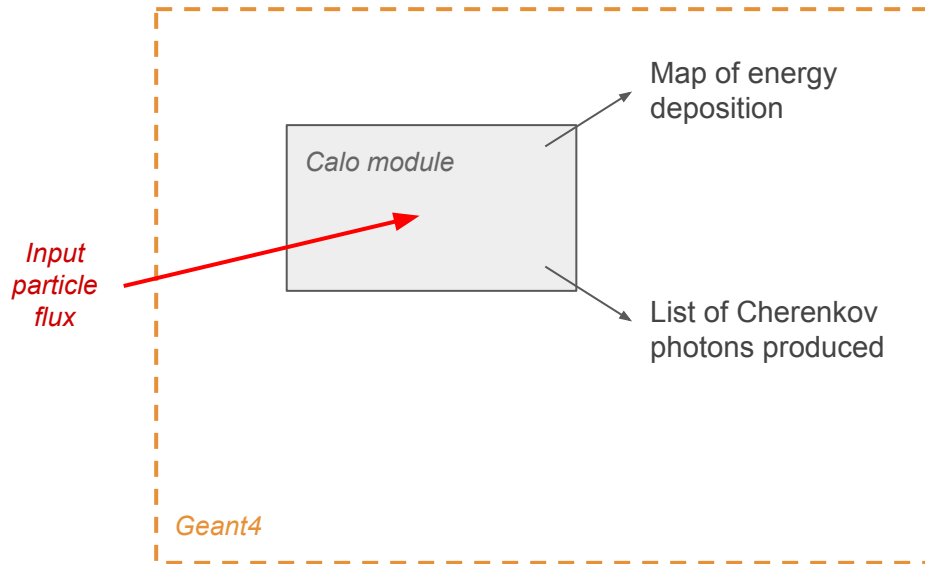 Map of energy
deposition
Calo module
Input
particle
flux
List of Cherenkov
photons produced
Geant4